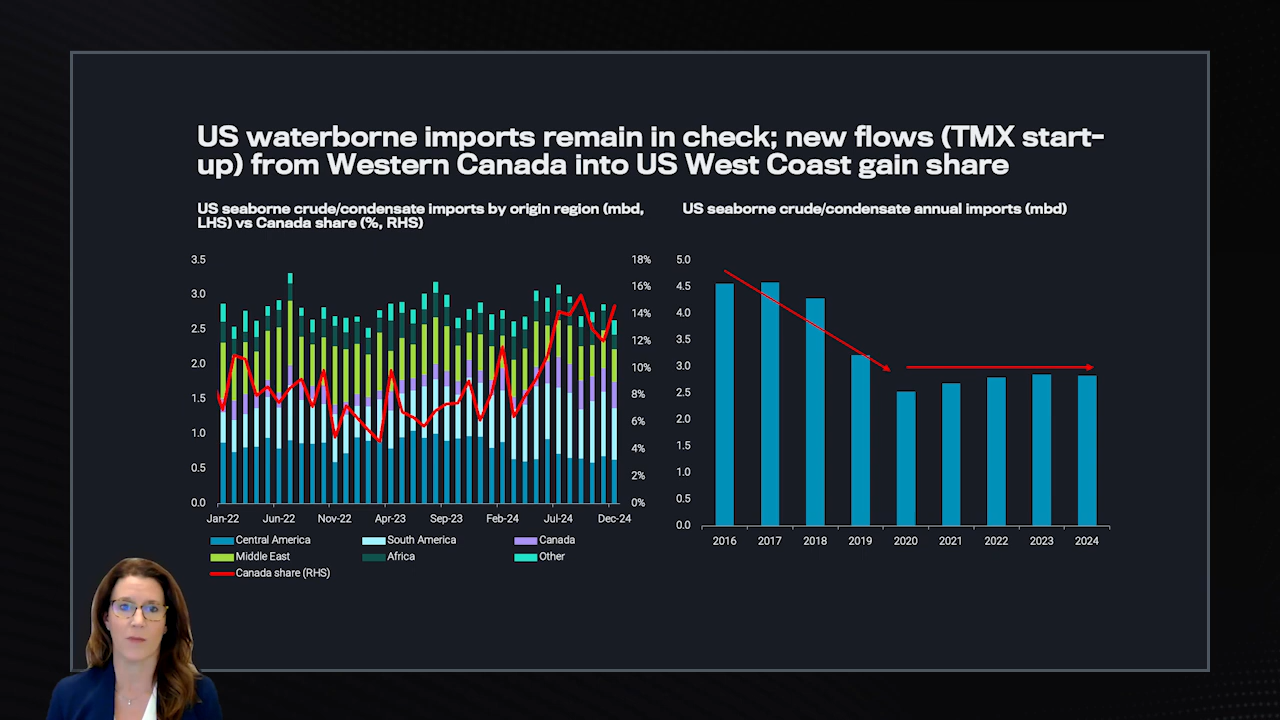 US waterborne imports remain in check; new flows (TMX start-
up) from Western Canada into US West Coast gain share
US seaborne crude/condensate imports by origin region (mbd,
LHS) vs Canada share (%, RHS)
3.5
3.0
2.5
2.0
1.5
1.0
0.5
0.0
18%
16%
14%
12%
10%
8%
6%
4%
2%
0%
Jan-22 Jun-22 Nov-22 Apr-23 Sep-23 Feb-24 Jul-24 Dec-24
Central America South America Canada
Middle East Africa Other
Canada share (RHS)
US seaborne crude/condensate annual imports (mbd)
5.0
4.5
4.0
3.5
3.0
2.5
2.0
1.5
1.0
0.5
0.0
2016 2017 2018 2019 2020 2021 2022 2023 2024